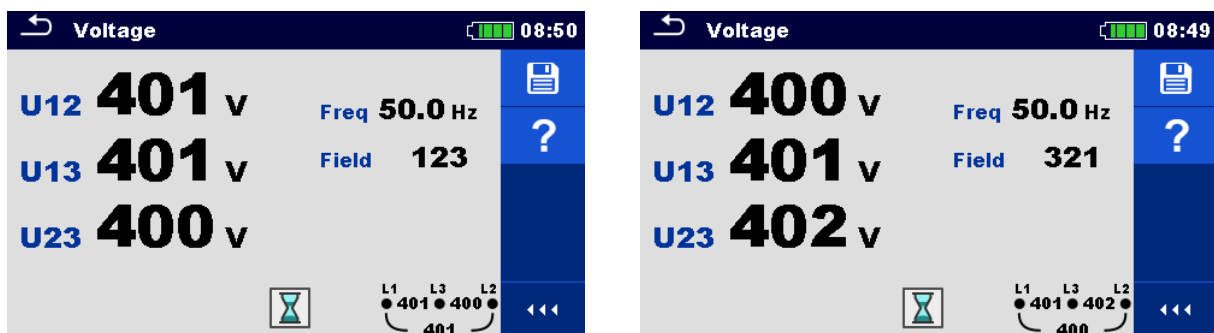 Voltage 08:50
U12 401 V Freq 50.0 Hz
U13 401 V Field 123
U23 400 V
L1 L3 L2
401 400
401
Voltage 08:49
U12 400 V Freq 50.0 Hz
U13 401 V Field 321
U23 402 V
L1 L3 L2
401 402
400
?
?